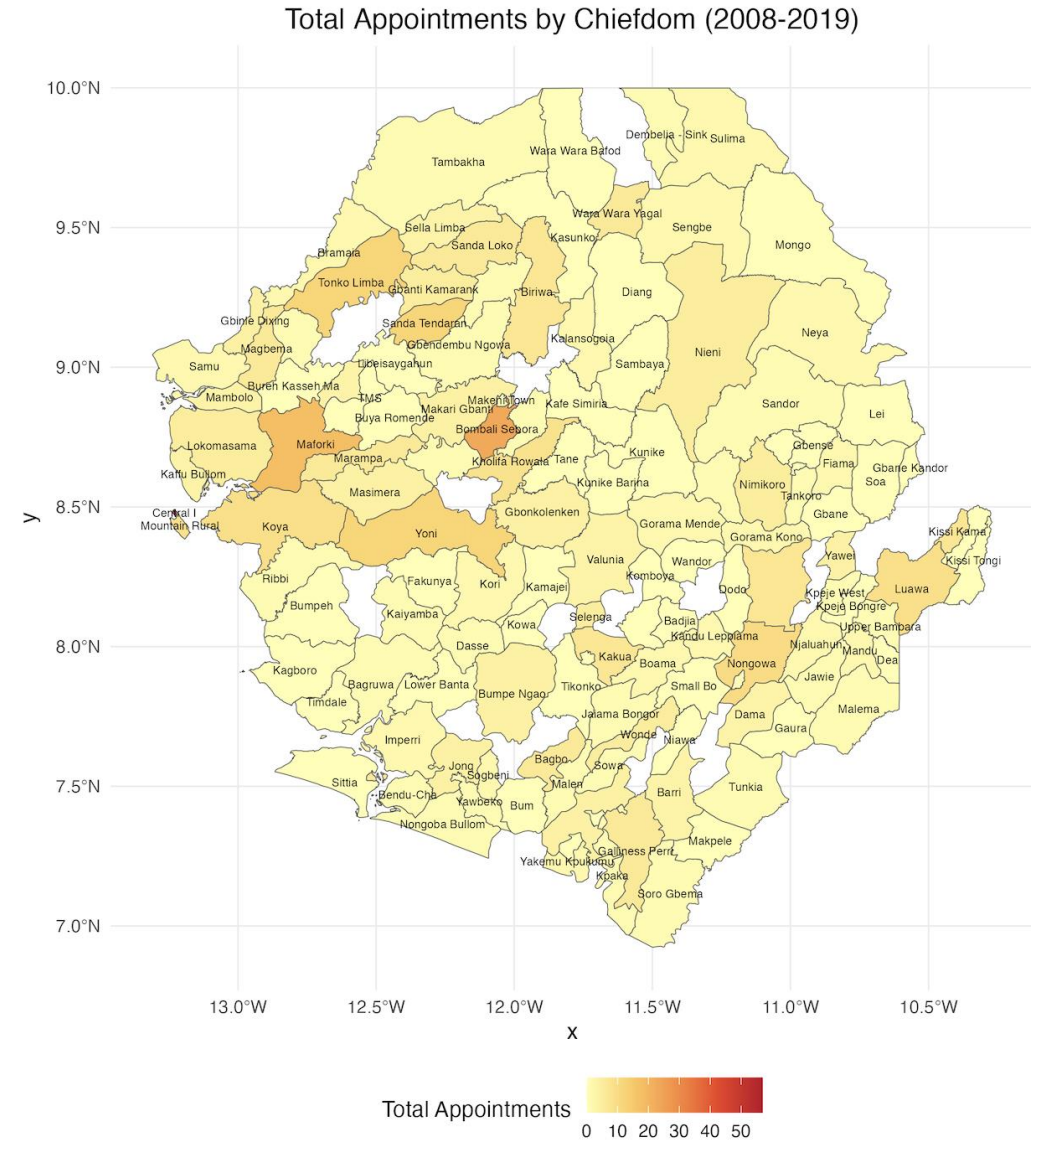 Total Appointments by Chiefdom (2008-2019)
10.0°N
Dembelia - Sink
Sulima
Wara Wara Bafod
Tambakha
9.5°N
Wara Wara Yagal
Sella Limba
Sengbe
Kasunko
Sanda Loko
Mongo
Bramaia
Tonko Limba
Gbanti Kamarank
Biriwa
Diang
Gbinle Dixing
Sanda Tendaran
Neya
Kalansogoia
Gbendembu Ngowa
Magbema
Nieni
9.0°N
Samu
Libeisaygahun
Sambaya
Bureh Kasseh Ma
Mambolo
TMS
Makenh Town
Kafe Simiria
Sandor
Makari Gbanti
Lei
Buya Romende
Bombali Sebora
Lokomasama
Maforki
Gbense
Kunike
Marampa
Kholifa Rowala
Tane
Fiama
Gbane Kandor
Kaffu Bullom
Kunike Barina
Nimikoro
Soa
Masimera
Tankoro
8.5°N
Central I
Gbonkolenken
Gbane
Mountain Rural
Koya
Gorama Mende
Yoni
Gorama Kono
Kissi Kama
Yawei
Kissi Tongi
Valunia
Wandor
Ribbi
Fakunya
Kori
Kamajei
Komboya
Dodo
Kpeje West
Luawa
Bumpeh
Kpeje Bongre
Kaiyamba
Selenga
Badjia
Kowa
Upper Bambara
Kandu Leppiama
8.0°N
Dasse
Njaluahun
Mandu
Kakua
Boama
Nongowa
Dea
Kagboro
Jawie
Bagruwa
Lower Banta
Tikonko
Small Bo
Bumpe Ngao
Timdale
Malema
Jalama Bongor
Dama
Gaura
Imperri
Wonde
Niawa
Bagbo
Jong
Sowa
Sogbeni
Sittia
Malen
7.5°N
Bendu-Cha
Barri
Tunkia
Yawbeko
Bum
Nongoba Bullom
Makpele
Galliness Perri
Yakemu Kpukumu
Kpaka
Soro Gbema
7.0°N
y
13.0°W 12.5°W 12.0°W 11.5°W 11.0°W 10.5°W
x
Total Appointments
0 10 20 30 40 50